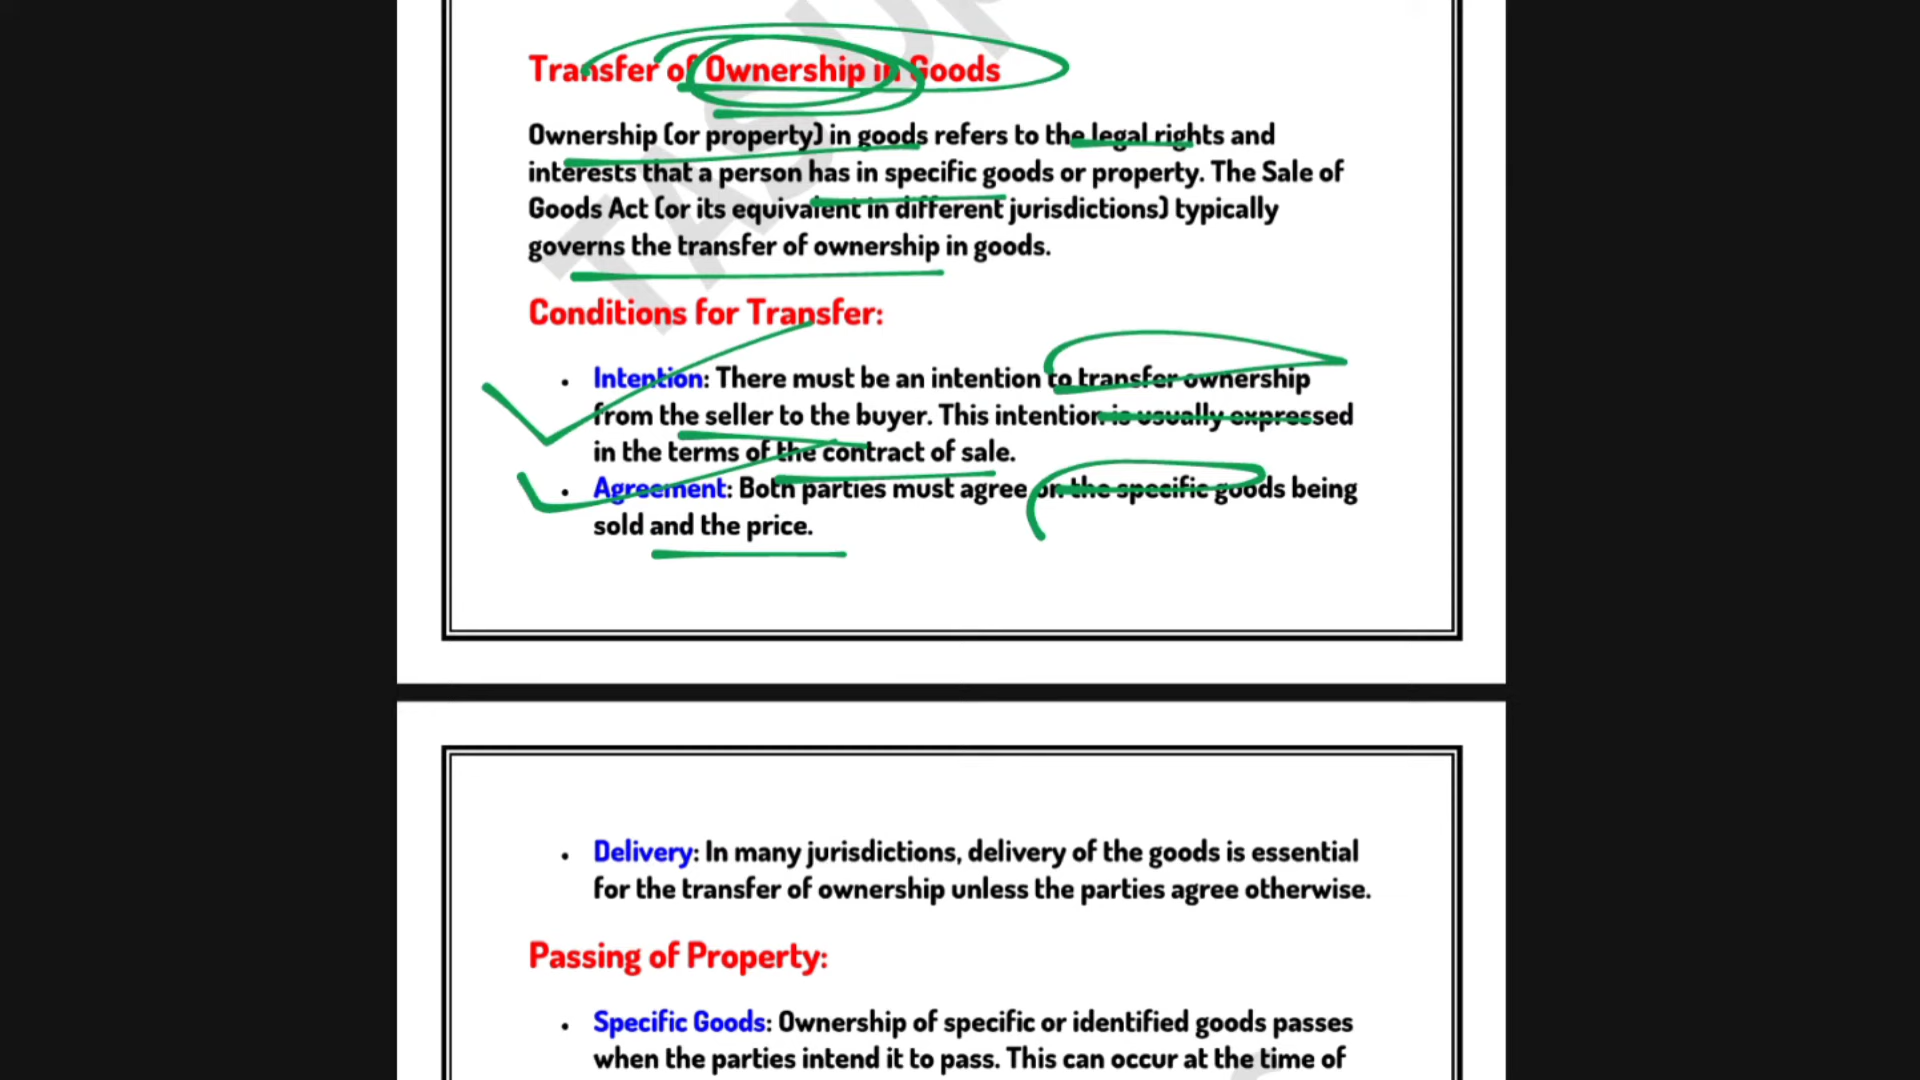 Transfer of Ownership in Goods
Ownership (or property) in goods refers to the legal rights and
interests that a person has in specific goods or property. The Sale of
Goods Act (or its equivalent in different jurisdictions) typically
governs the transfer of ownership in goods.
Conditions for Transfer:
• Intention: There must be an intention to transfer ownership
from the seller to the buyer. This intention is usually expressed
in the terms of the contract of sale.
• Agreement: Both parties must agree on the specific goods being
sold and the price.
• Delivery: In many jurisdictions, delivery of the goods is essential
for the transfer of ownership unless the parties agree otherwise.
Passing of Property:
• Specific Goods: Ownership of specific or identified goods passes
when the parties intend it to pass. This can occur at the time of